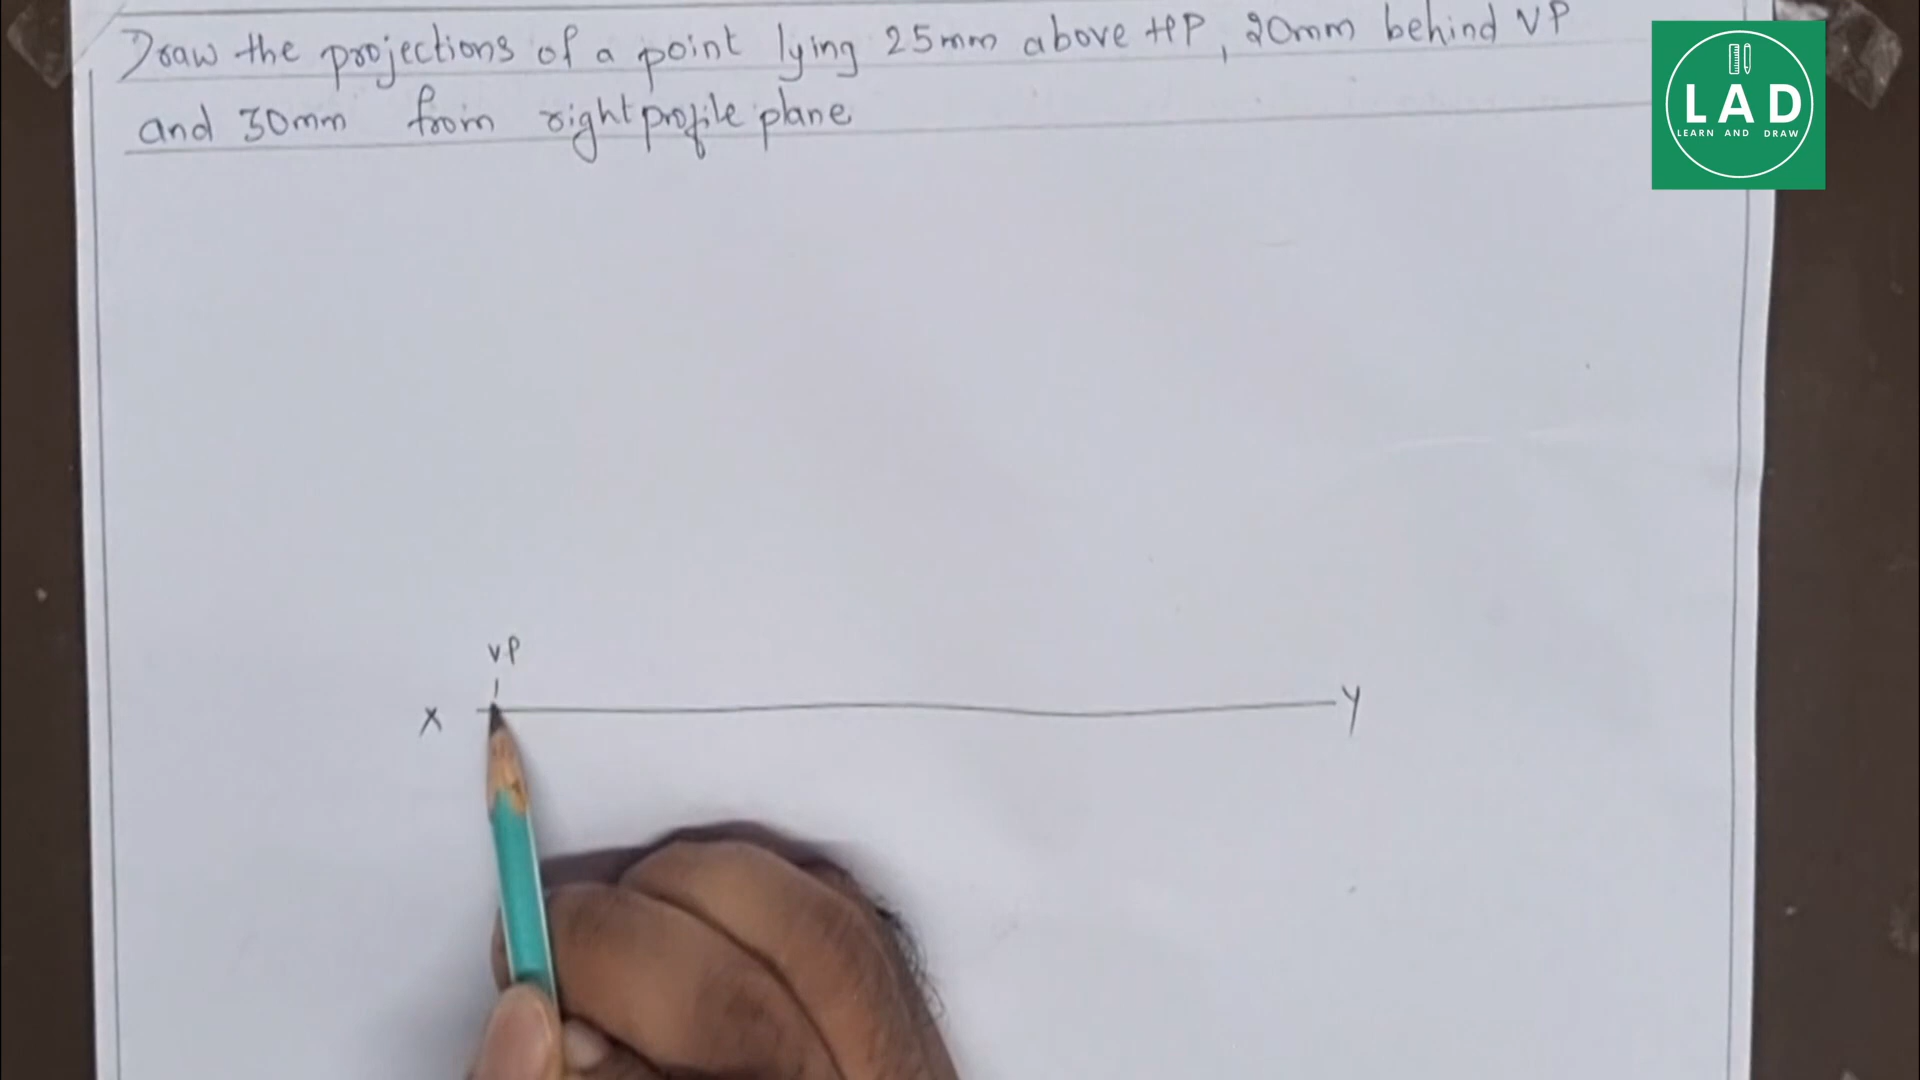 Draw the projections of a point lying 25mm above HP, 20mm behind VP
and 30mm from right profile plane
LAD
LEARN AND DRAW
VP
X
Y